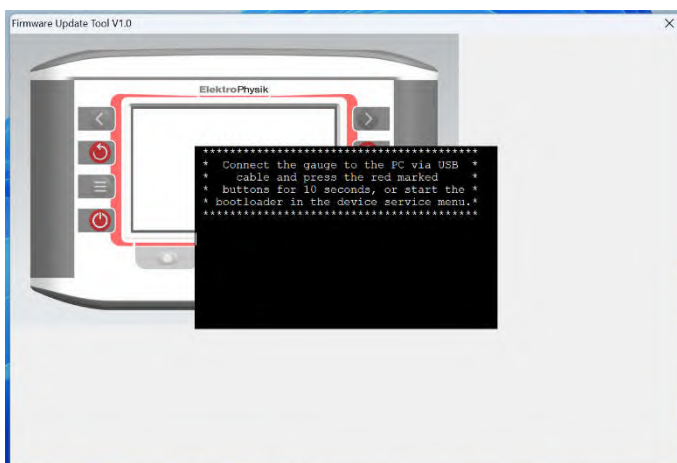 Firmware Update Tool V1.0
ElektroPhysik
*****************************************
* Connect the gauge to the PC via USB *
* cable and press the red marked *
* buttons for 10 seconds, or start the *
* bootloader in the device service menu.*
*****************************************